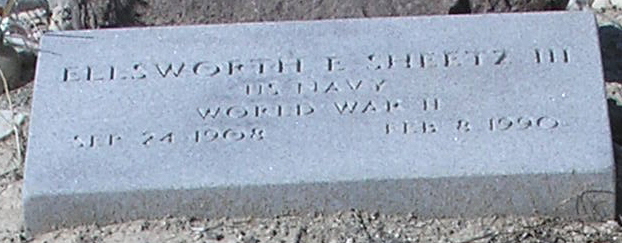 ELLSWORTH E SHEETZ III
US NAVY
WORLD WAR II
SEP 24 1908 FEB 8 1990